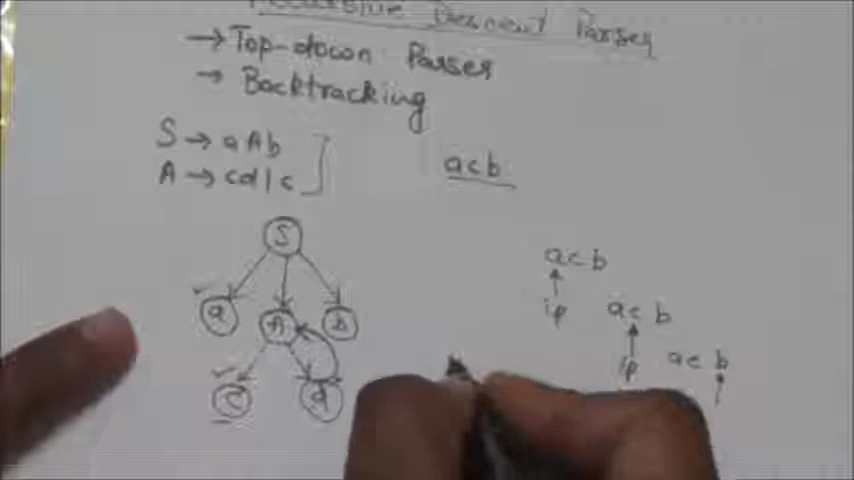 Recursive Descent Parser
→ Top-down Parser
→ Backtracking
S → aAb
A → cd|c
acb
S
a A b
c d
acb
ip
acb
ip
acb